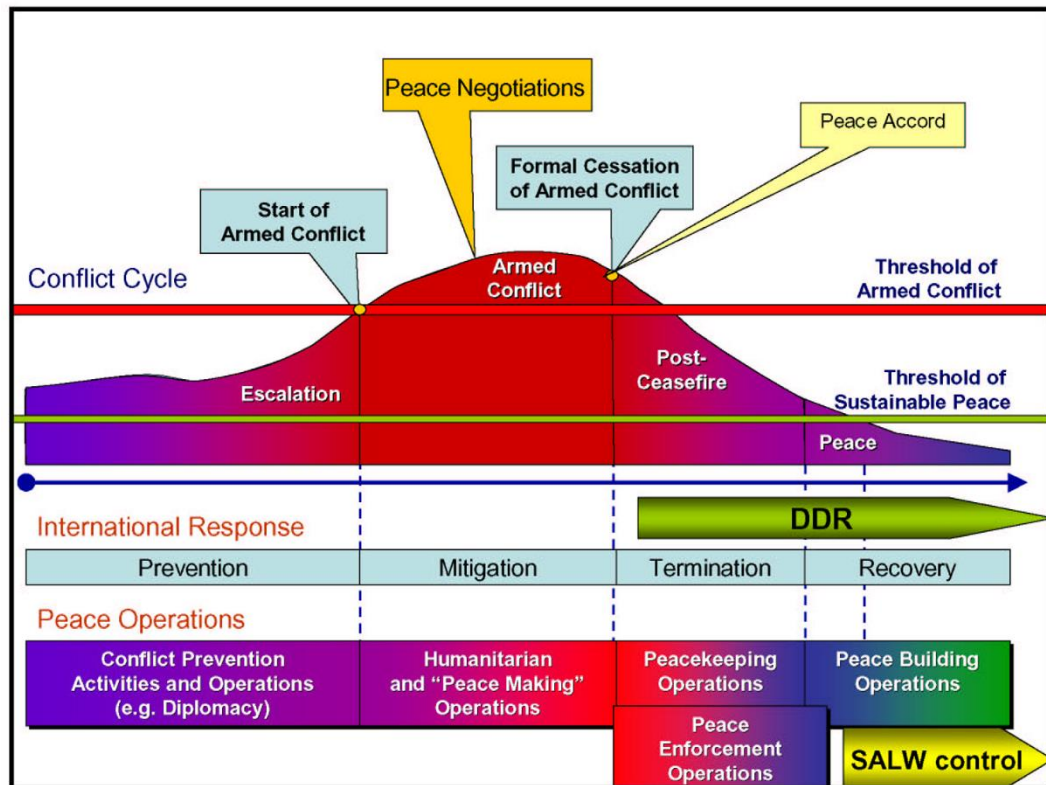 Peace Negotiations
Peace Accord
Formal Cessation
of Armed Conflict
Start of
Armed Conflict
Conflict Cycle
Armed
Conflict
Threshold of
Armed Conflict
Escalation
Post-
Ceasefire
Threshold of
Sustainable Peace
Peace
International Response
DDR
Prevention
Mitigation
Termination
Recovery
Peace Operations
Conflict Prevention
Activities and Operations
(e.g. Diplomacy)
Humanitarian
and “Peace Making”
Operations
Peacekeeping
Operations
Peace Building
Operations
Peace
Enforcement
Operations
SALW control